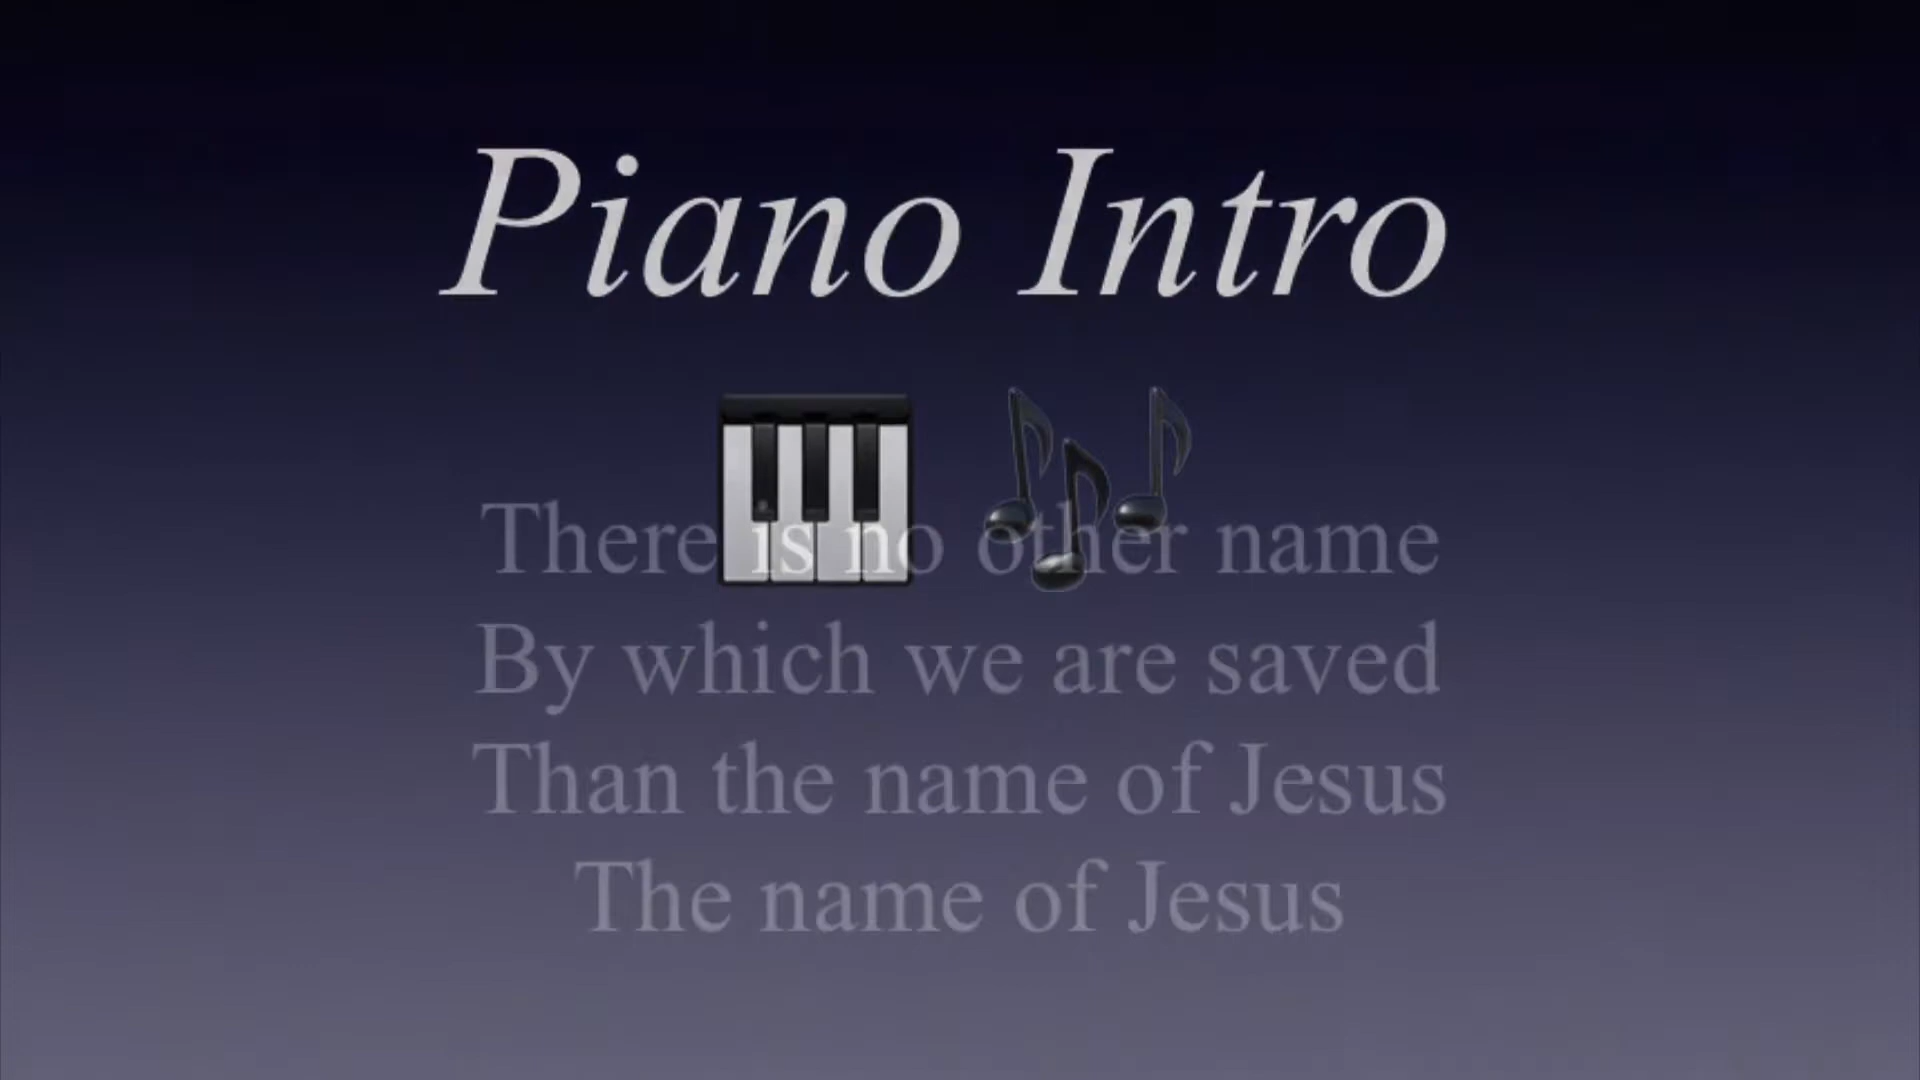 Piano Intro
There is no other name
By which we are saved
Than the name of Jesus
The name of Jesus